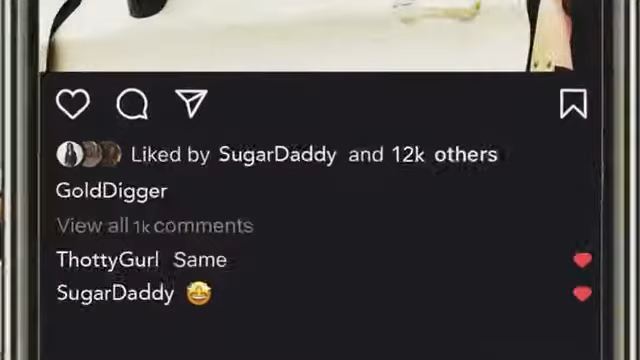 Liked by SugarDaddy and 12k others
GoldDigger
View all 1k comments
ThottyGurl Same
SugarDaddy 🤩